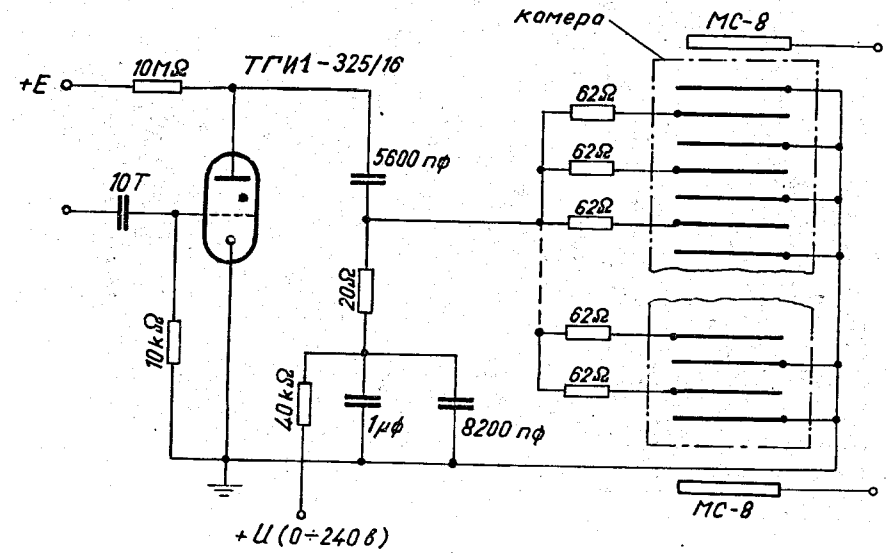 камера
МС-8
ТГИ1-325/16
+E
10MΩ
62Ω
5600 пф
62Ω
10T
62Ω
20Ω
62Ω
10kΩ
40kΩ
62Ω
1μф
8200 пф
МС-8
+U (0÷240 в)